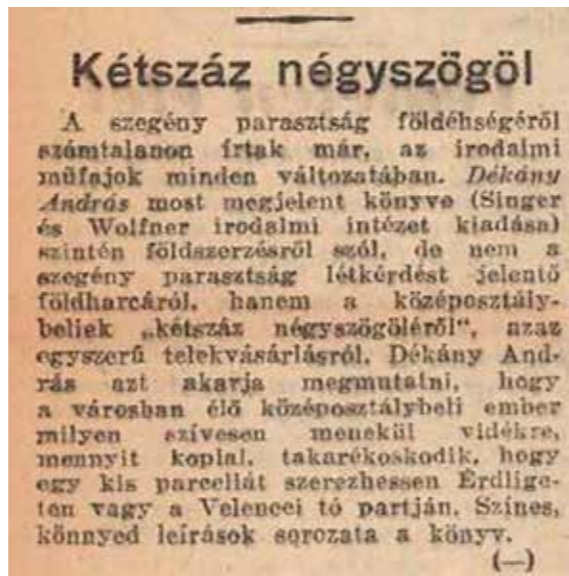 Kétszáz négyszögöl
A szegény parasztság földéhségéről
számtalanon írtak már, az irodalmi
műfajok minden változatában. Dékány
András most megjelent könyve (Singer
és Wolfner irodalmi intézet kiadása)
szintén földszerzésről szól, de nem a
szegény parasztság létkérdést jelentő
földharcáról, hanem a középosztály-
beliek „kétszáz négyszögöléről", azaz
egyszerű telekvásárlásról. Dékány And-
rás azt akarja megmutatni, hogy
a városban élő középosztálybeli ember
milyen szívesen menekül vidékre,
mennyit koplal, takarékoskodik, hogy
egy kis parcellát szerezhessen Érdlige-
ten vagy a Velencei tó partján. Színes,
könnyed leírások sorozata a könyv.
(—)